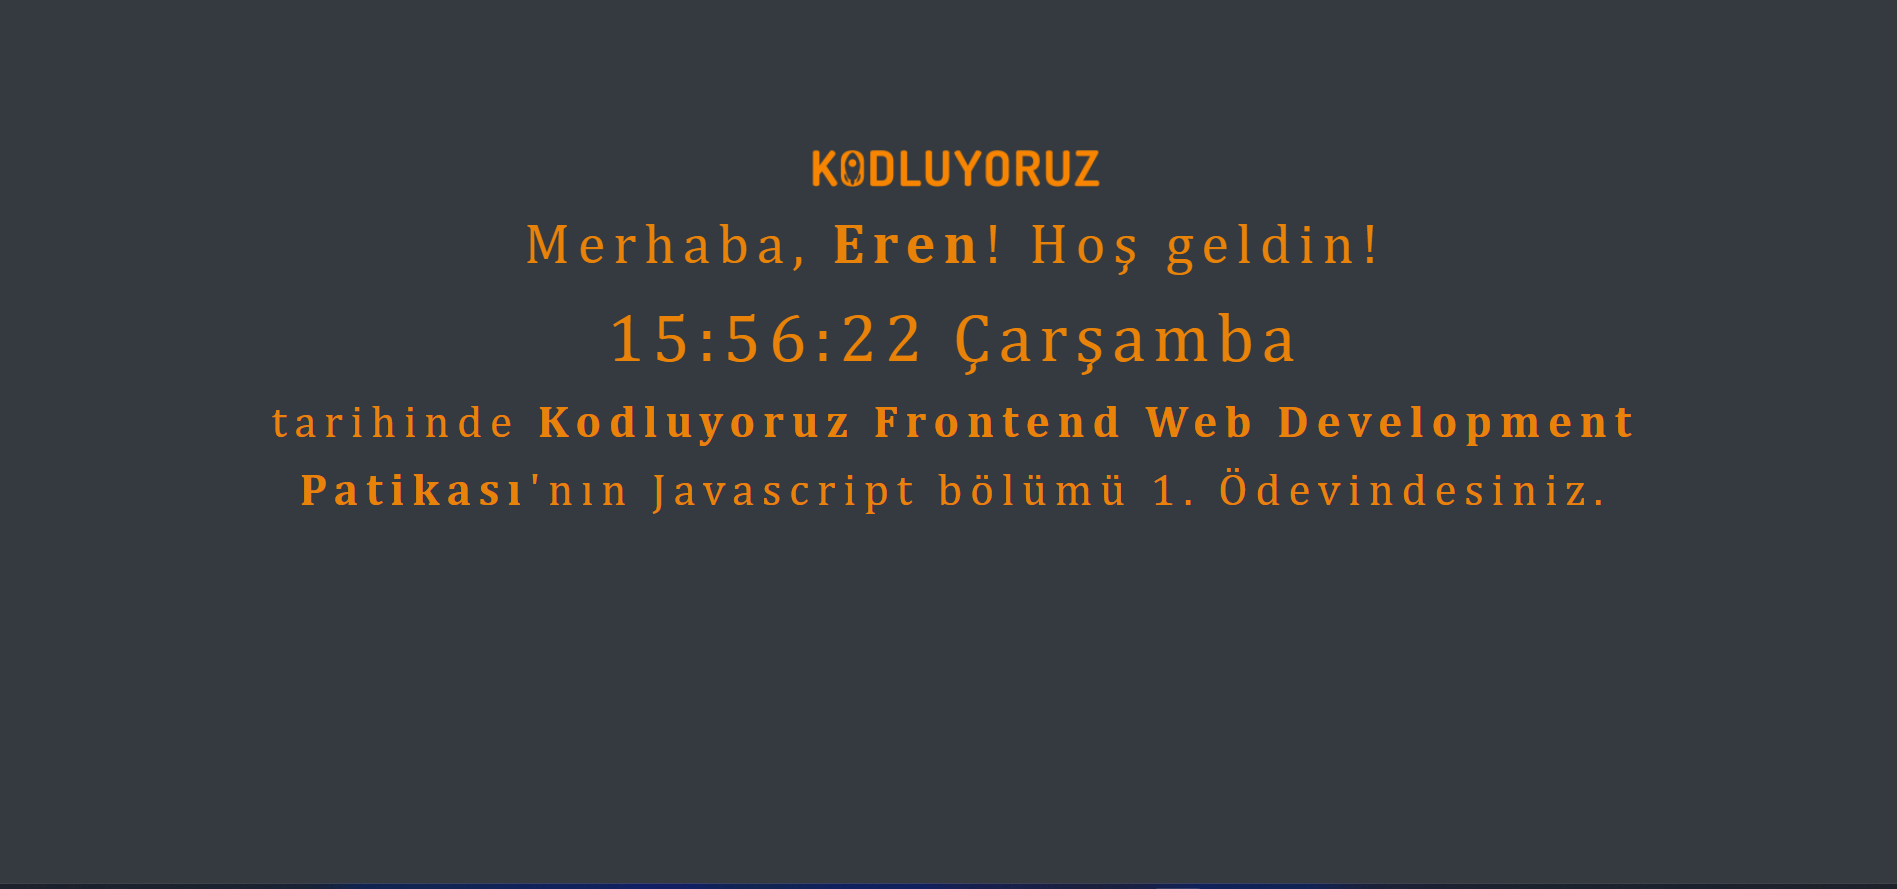 KODLUYORUZ
Merhaba, Eren! Hoş geldin!
15:56:22 Çarşamba
tarihinde Kodluyoruz Frontend Web Development
Patikası'nın Javascript bölümü 1. Ödevindesiniz.